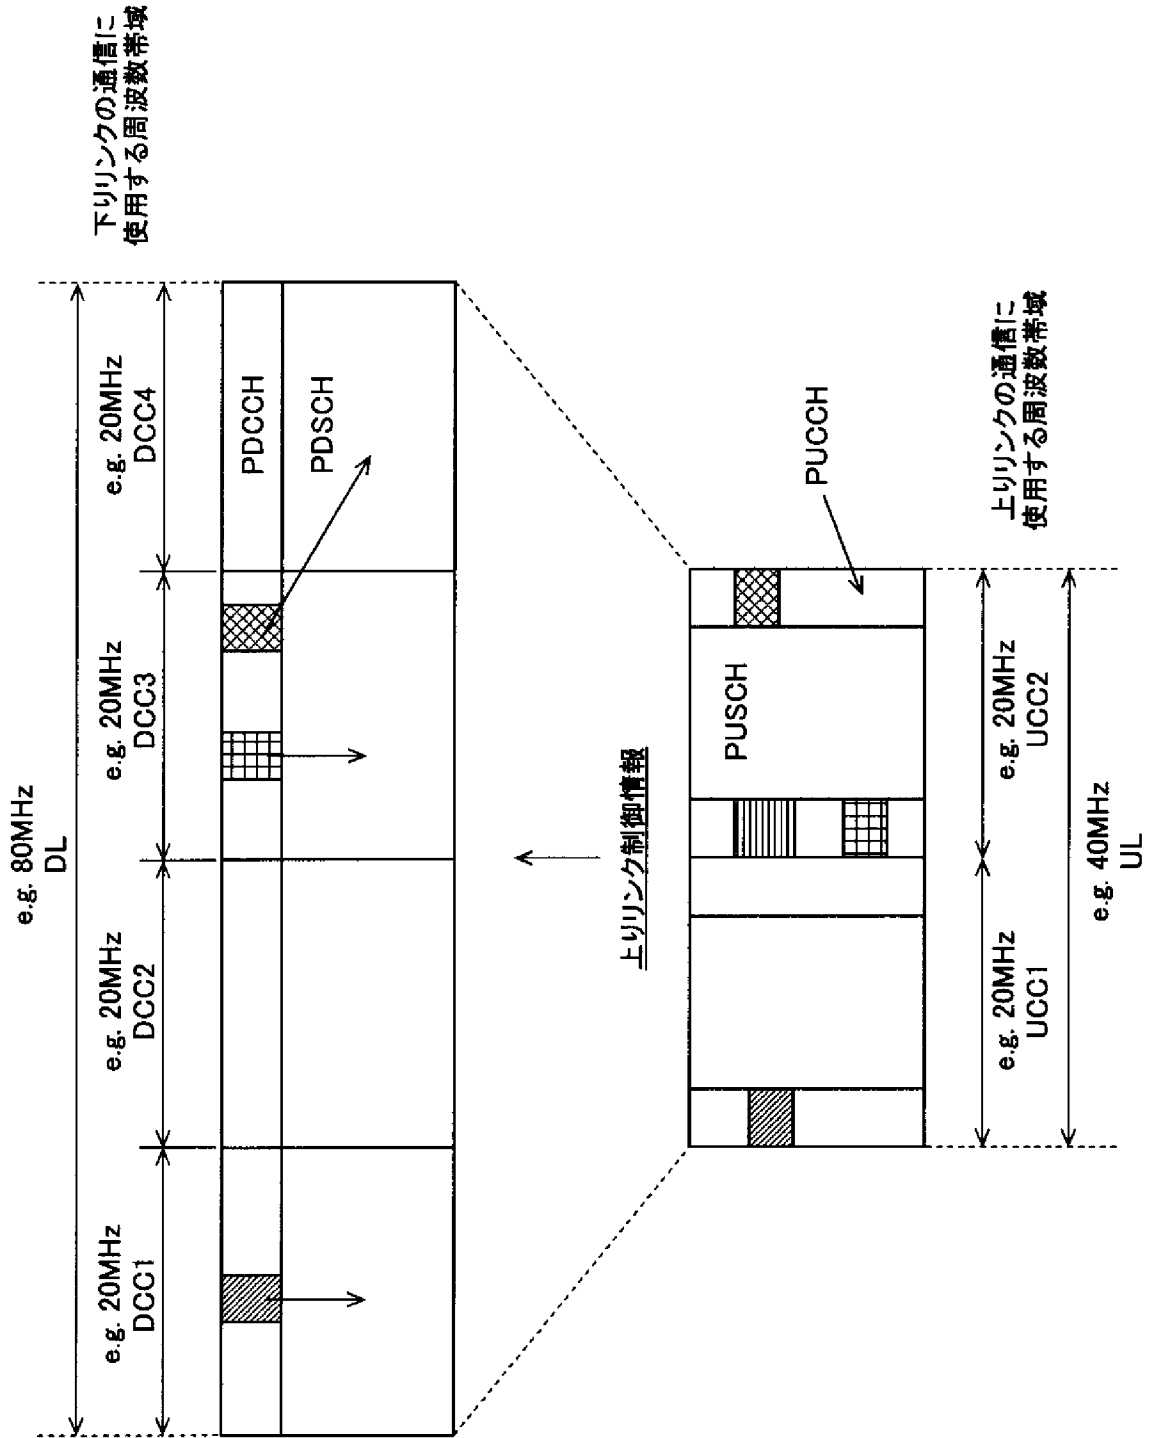 下りリンクの通信に
使用する周波数帯域
e.g. 80MHz
DL
e.g. 20MHz
DCC1
e.g. 20MHz
DCC2
e.g. 20MHz
DCC3
e.g. 20MHz
DCC4
PDCCH
PDSCH
上りリンク制御情報
PUSCH
PUCCH
e.g. 20MHz
UCC1
e.g. 20MHz
UCC2
e.g. 40MHz
UL
上りリンクの通信に
使用する周波数帯域